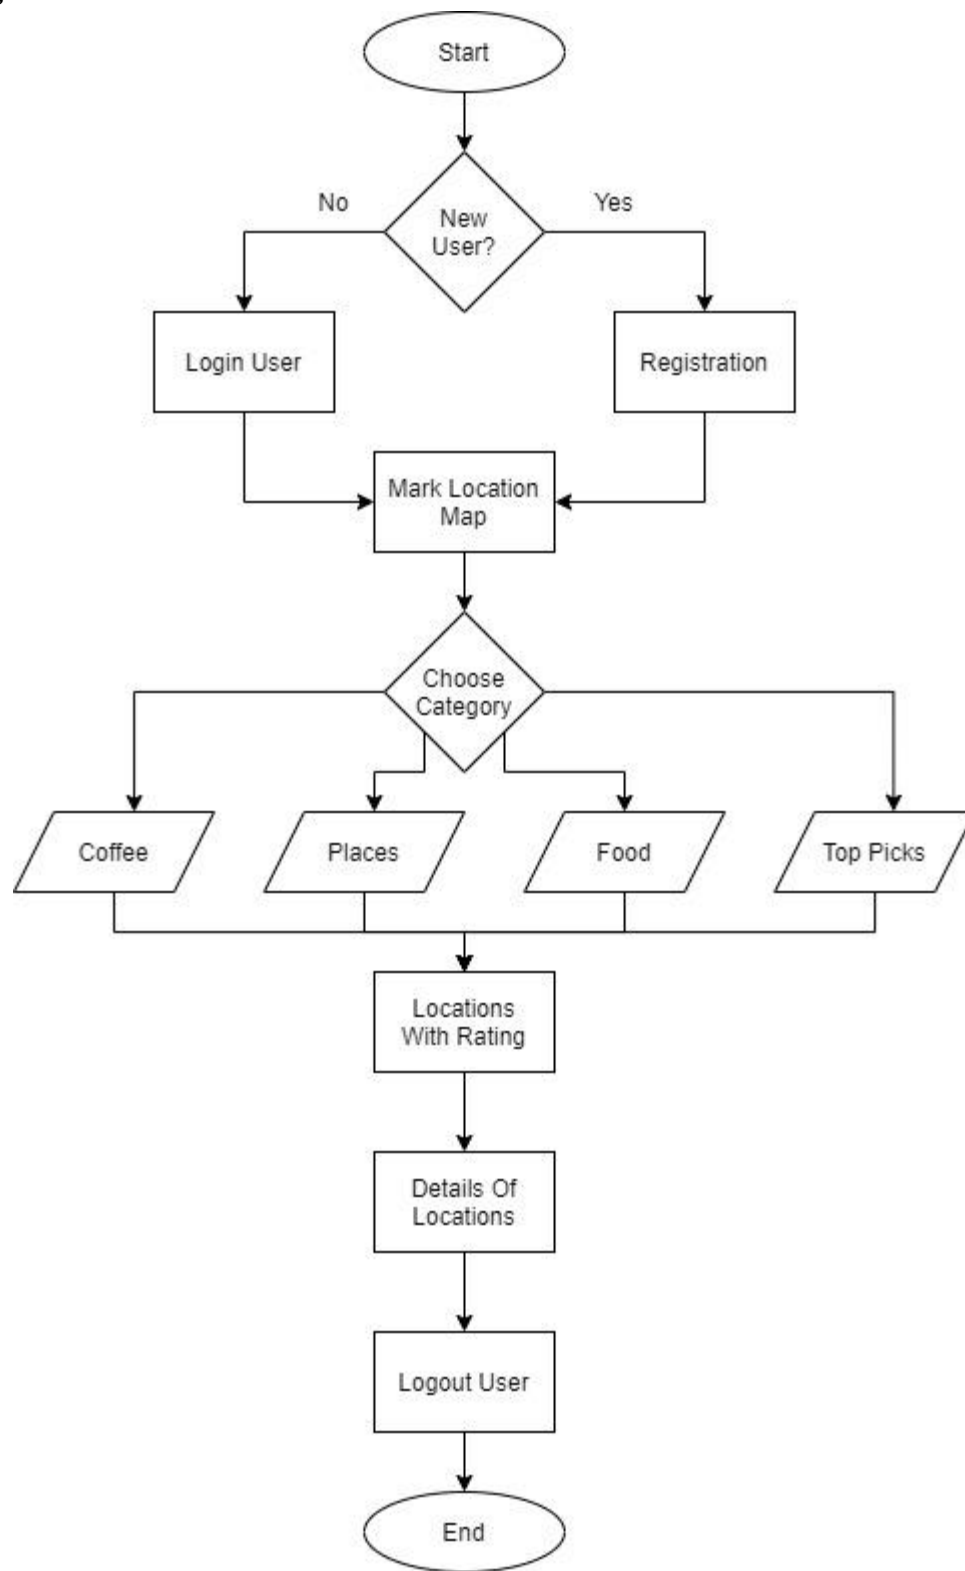 Start
No
Yes
New
User?
Login User
Registration
Mark Location
Map
Choose
Category
Coffee
Places
Food
Top Picks
Locations
With Rating
Details Of
Locations
Logout User
End